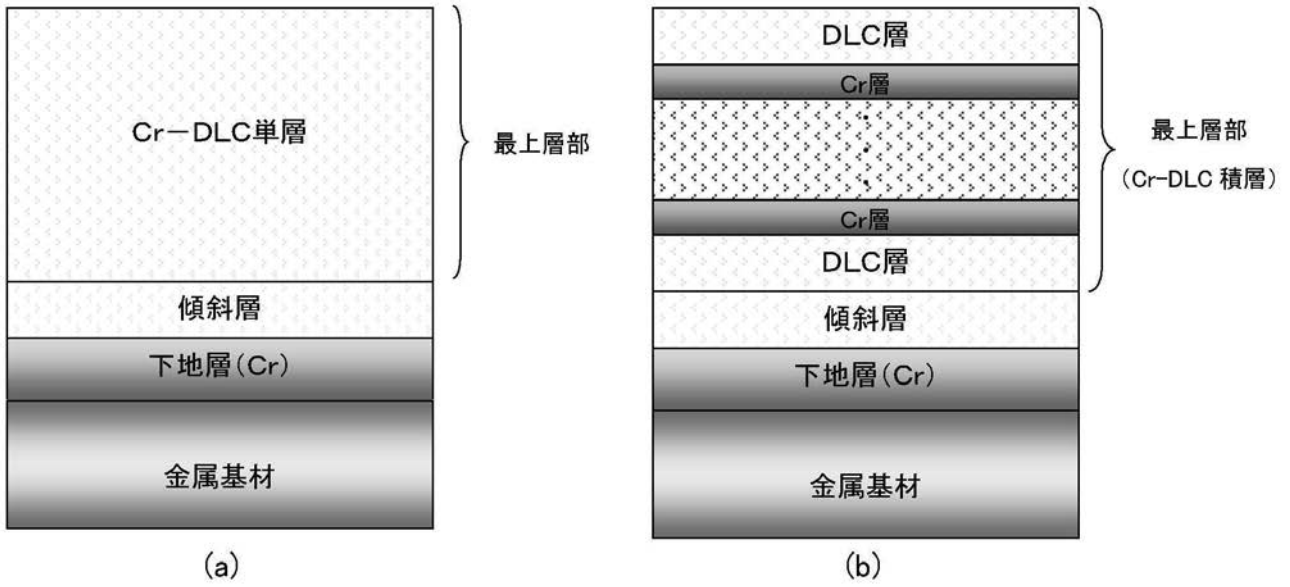 Cr－DLC単層
最上層部
傾斜層
下地層（Cr）
金属基材
(a)
DLC層
Cr層
Cr層
DLC層
最上層部
（Cr-DLC 積層）
傾斜層
下地層（Cr）
金属基材
(b)